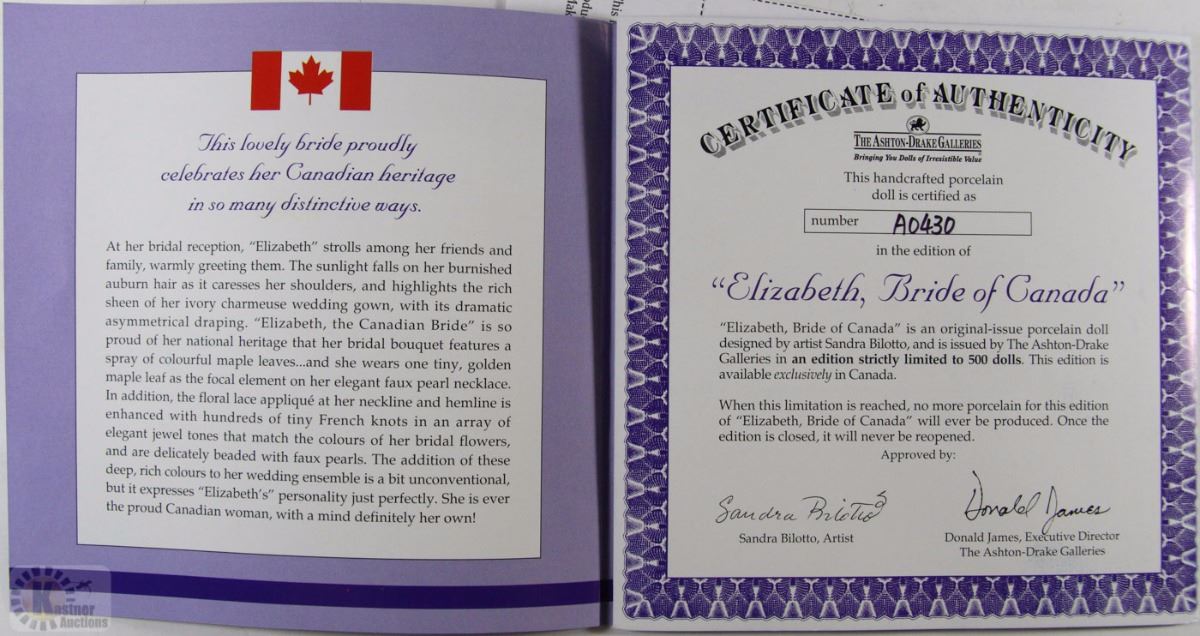 This lovely bride proudly
celebrates her Canadian heritage
in so many distinctive ways.
At her bridal reception, “Elizabeth” strolls among her friends and
family, warmly greeting them. The sunlight falls on her burnished
auburn hair as it caresses her shoulders, and highlights the rich
sheen of her ivory charmeuse wedding gown, with its dramatic
asymmetrical draping. “Elizabeth, the Canadian Bride” is so
proud of her national heritage that her bridal bouquet features a
spray of colourful maple leaves...and she wears one tiny, golden
maple leaf as the focal element on her elegant faux pearl necklace.
In addition, the floral lace appliqué at her neckline and hemline is
enhanced with hundreds of tiny French knots in an array of
elegant jewel tones that match the colours of her bridal flowers,
and are delicately beaded with faux pearls. The addition of these
deep, rich colours to her wedding ensemble is a bit unconventional,
but it expresses “Elizabeth's” personality just perfectly. She is ever
the proud Canadian woman, with a mind definitely her own!
Kastner
Auctions
CERTIFICATE of AUTHENTICITY
THE ASHTON-DRAKE GALLERIES
Bringing You Dolls of Irresistible Value
This handcrafted porcelain
doll is certified as
number A0430
in the edition of
“Elizabeth, Bride of Canada”
“Elizabeth, Bride of Canada” is an original-issue porcelain doll
designed by artist Sandra Bilotto, and is issued by The Ashton-Drake
Galleries in an edition strictly limited to 500 dolls. This edition is
available exclusively in Canada.
When this limitation is reached, no more porcelain for this edition
of “Elizabeth, Bride of Canada” will ever be produced. Once the
edition is closed, it will never be reopened.
Approved by:
Sandra Bilotto
Donald James
Sandra Bilotto, Artist
Donald James, Executive Director
The Ashton-Drake Galleries